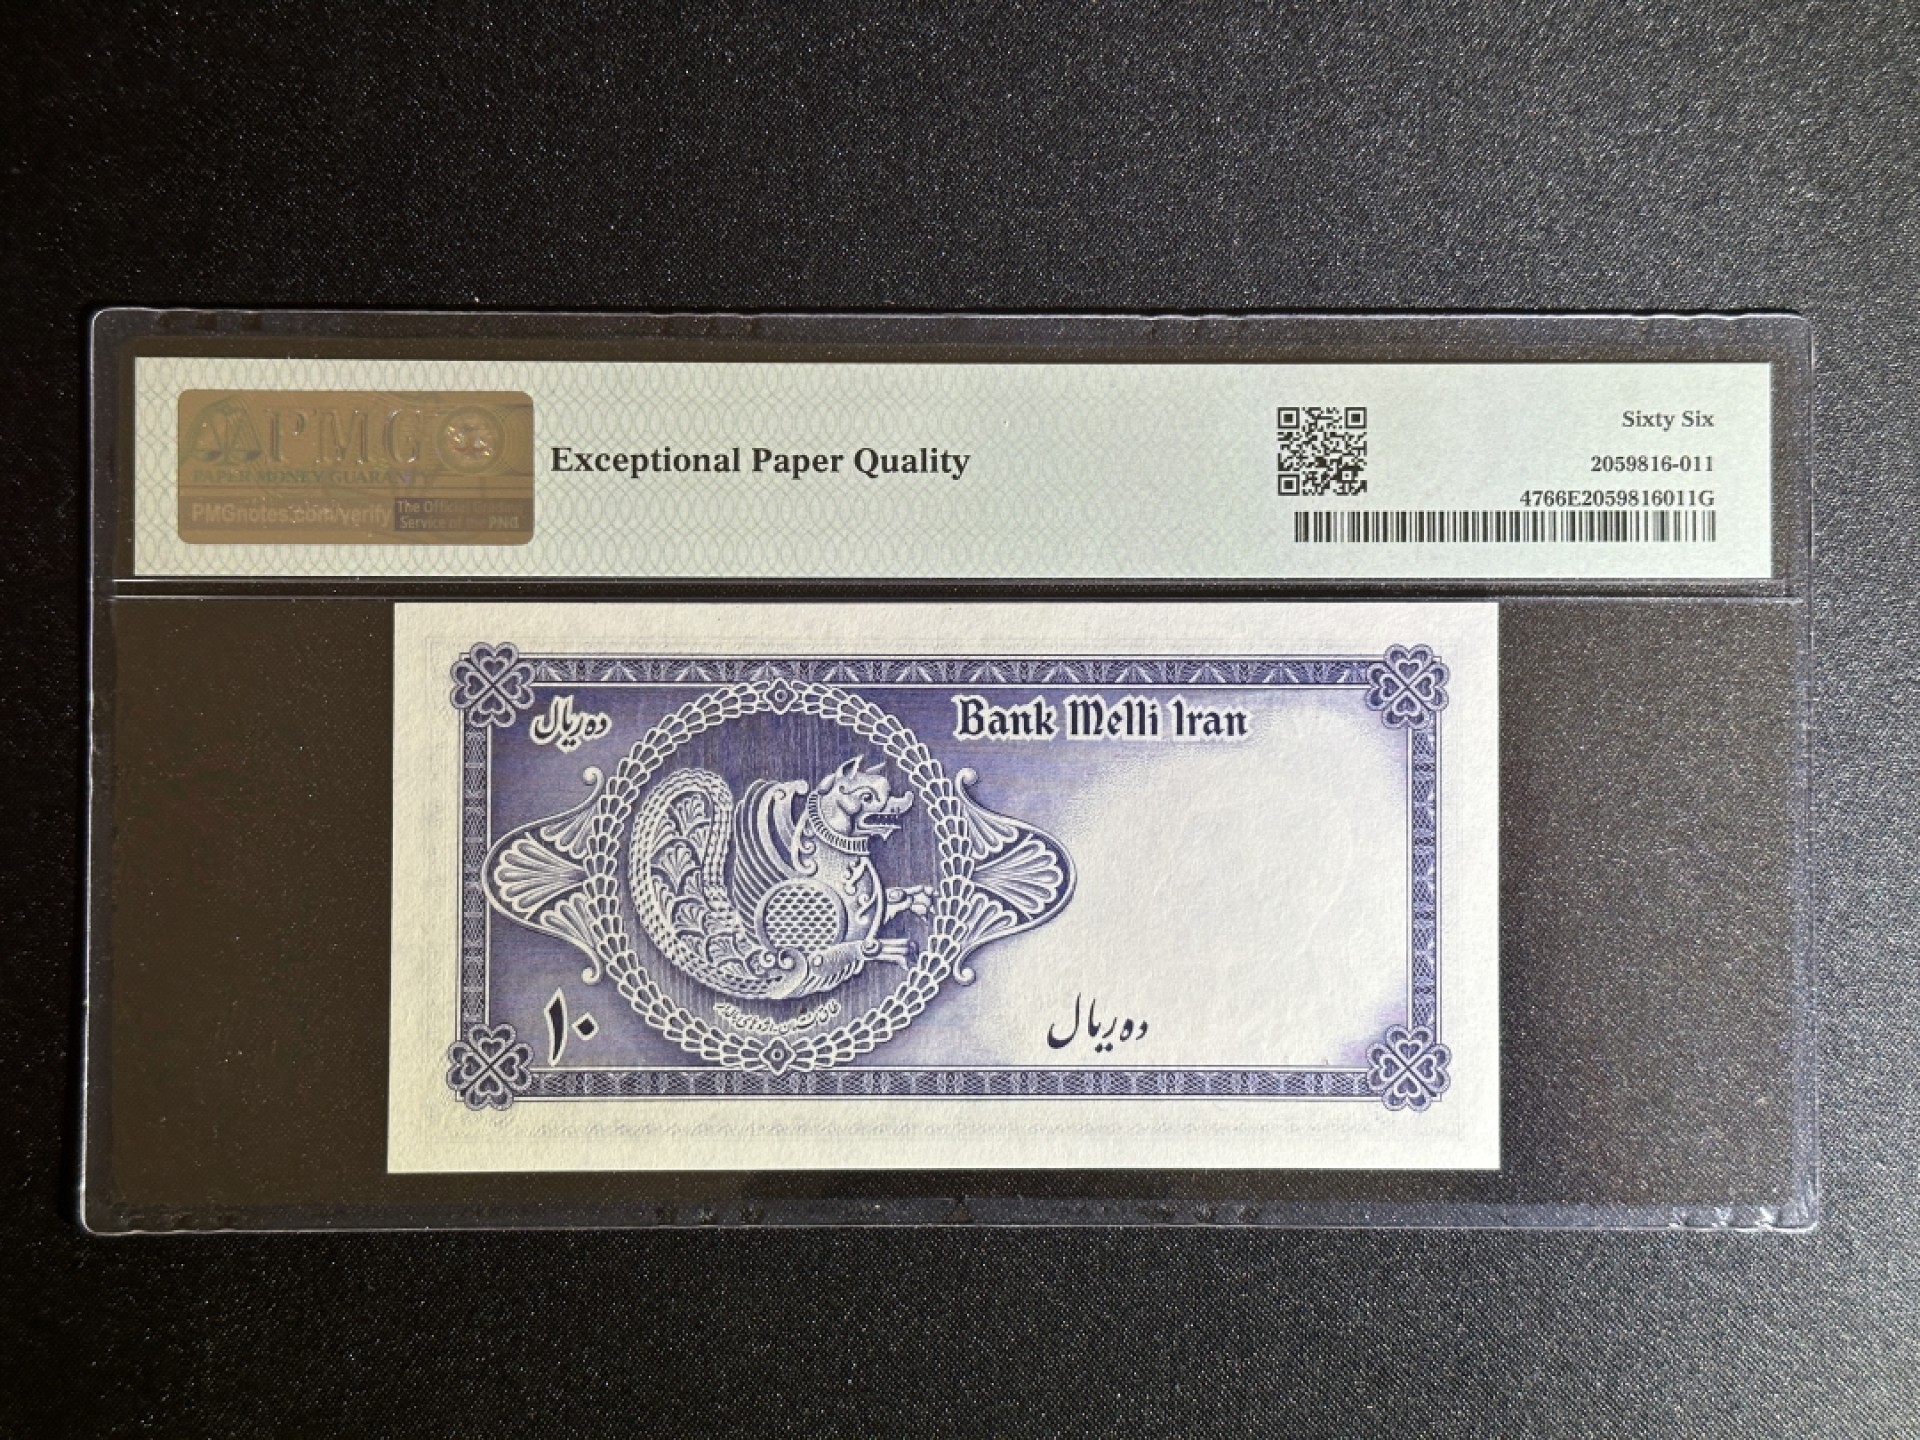 PMG
PAPER MONEY GUARANTY
PMGnotes.com/verify
The Official Grading
Service of the PNG
Exceptional Paper Quality
Sixty Six
2059816-011
4766E2059816011G
ده ریال
Bank Melli Iran
۱۰
ده ریال